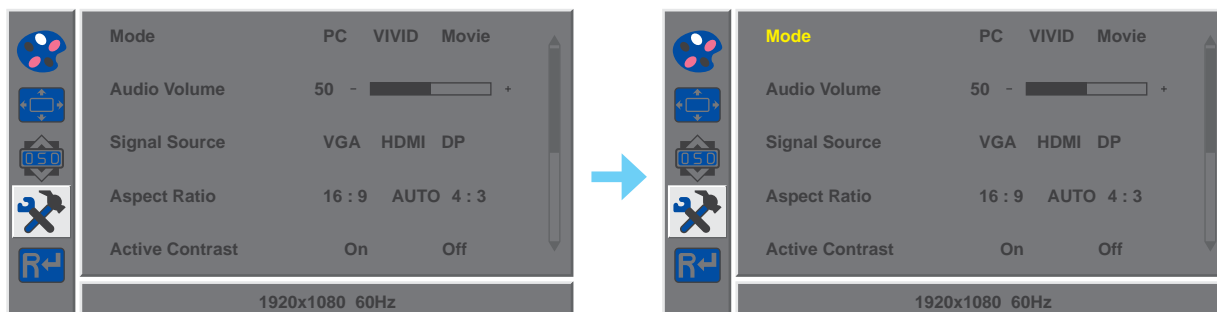 Mode PC VIVID Movie
Audio Volume 50 - +
Signal Source VGA HDMI DP
Aspect Ratio 16 : 9 AUTO 4 : 3
Active Contrast On Off
OSD
R
1920x1080 60Hz
Mode PC VIVID Movie
Audio Volume 50 - +
Signal Source VGA HDMI DP
Aspect Ratio 16 : 9 AUTO 4 : 3
Active Contrast On Off
OSD
R
1920x1080 60Hz